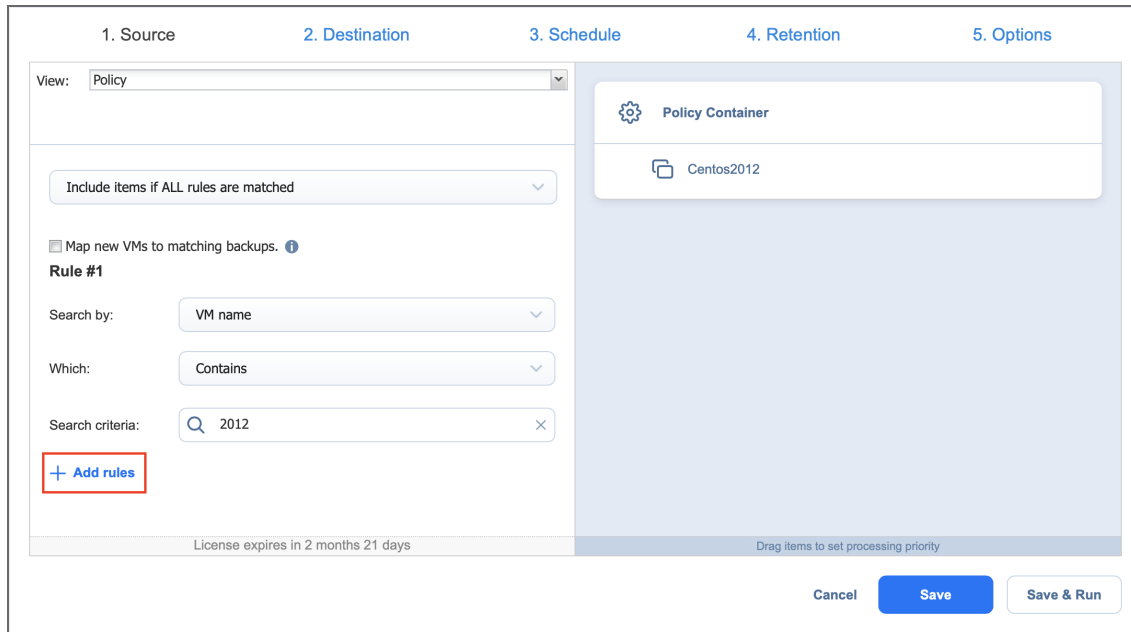 1. Source
2. Destination
3. Schedule
4. Retention
5. Options
View:
Policy
Include items if ALL rules are matched
Map new VMs to matching backups.
Rule #1
Search by:
VM name
Which:
Contains
Search criteria:
2012
+ Add rules
License expires in 2 months 21 days
Policy Container
Centos2012
Drag items to set processing priority
Cancel
Save
Save & Run